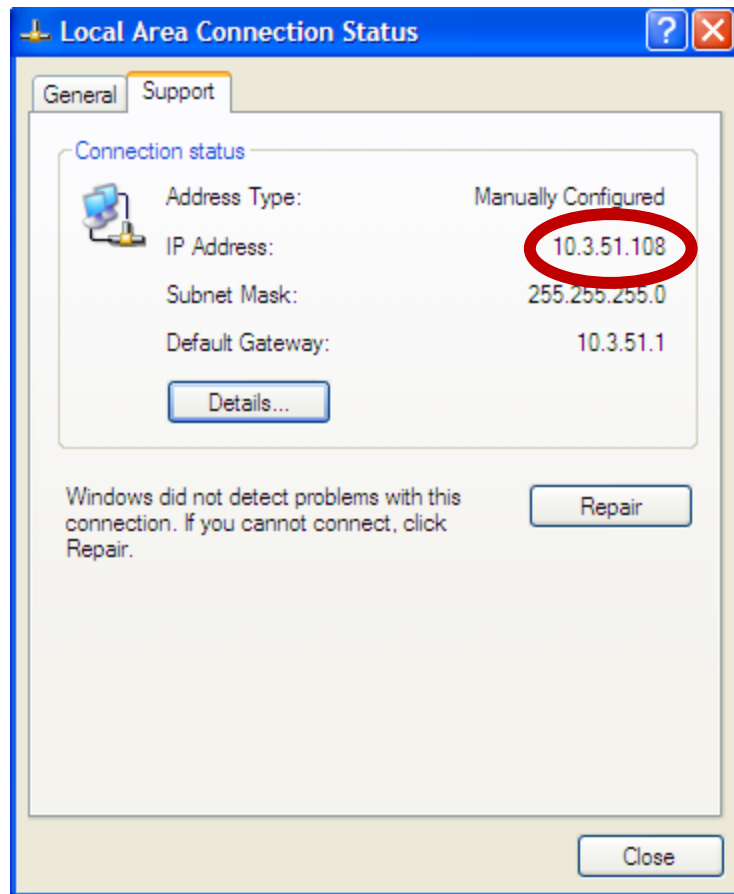 Local Area Connection Status
General Support
Connection status
Address Type: Manually Configured
IP Address: 10.3.51.108
Subnet Mask: 255.255.255.0
Default Gateway: 10.3.51.1
Details...
Windows did not detect problems with this
connection. If you cannot connect, click
Repair.
Repair
Close